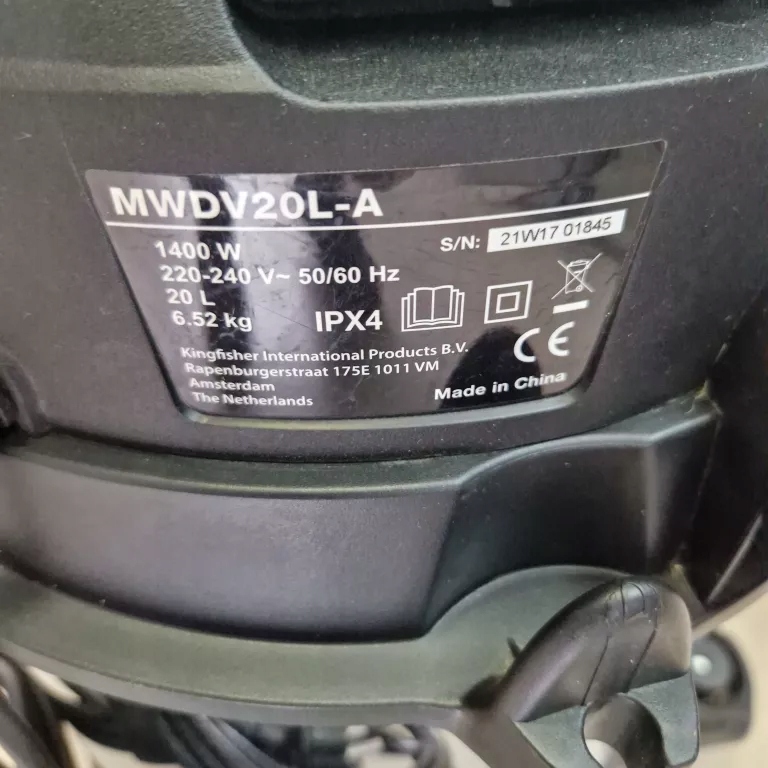 MWDV20L-A
1400 W
S/N: 21W17 01845
220-240 V~ 50/60 Hz
20 L
6.52 kg
IPX4
CE
Kingfisher International Products B.V.
Rapenburgerstraat 175E 1011 VM
Amsterdam
The Netherlands
Made in China